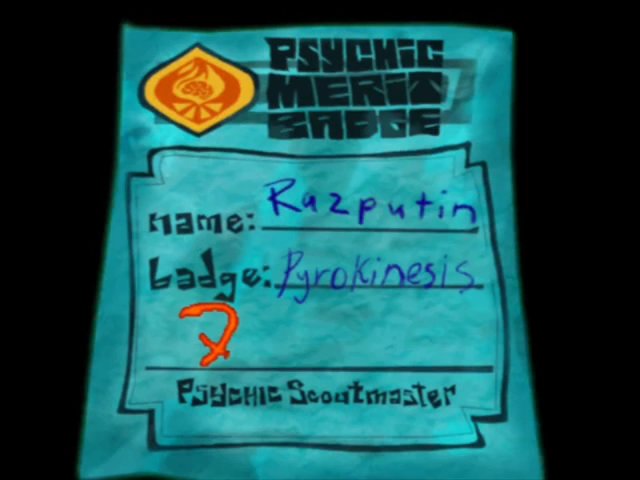 PSYCHIC
MERIT
BADGE
name: Razputin
badge: Pyrokinesis
Psychic Scoutmaster